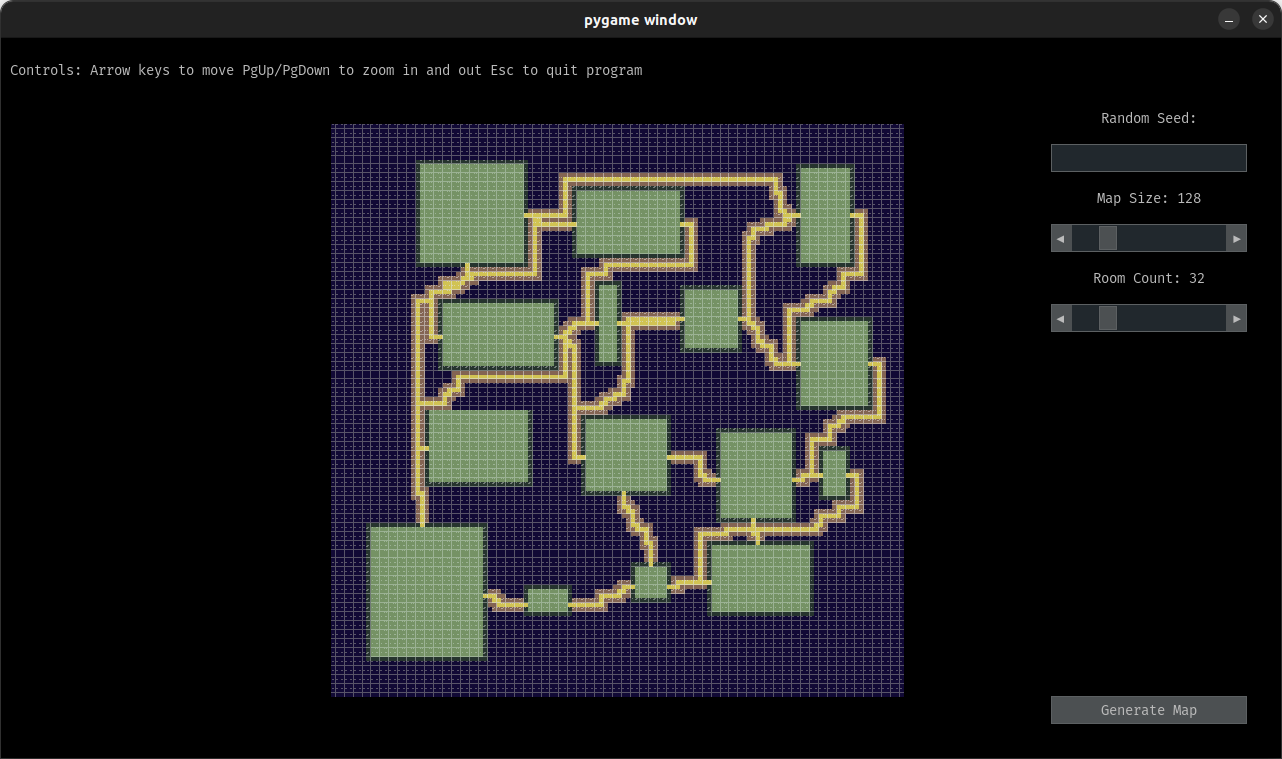 pygame window
Controls: Arrow keys to move PgUp/PgDown to zoom in and out Esc to quit program
Random Seed:
Map Size: 128
Room Count: 32
Generate Map